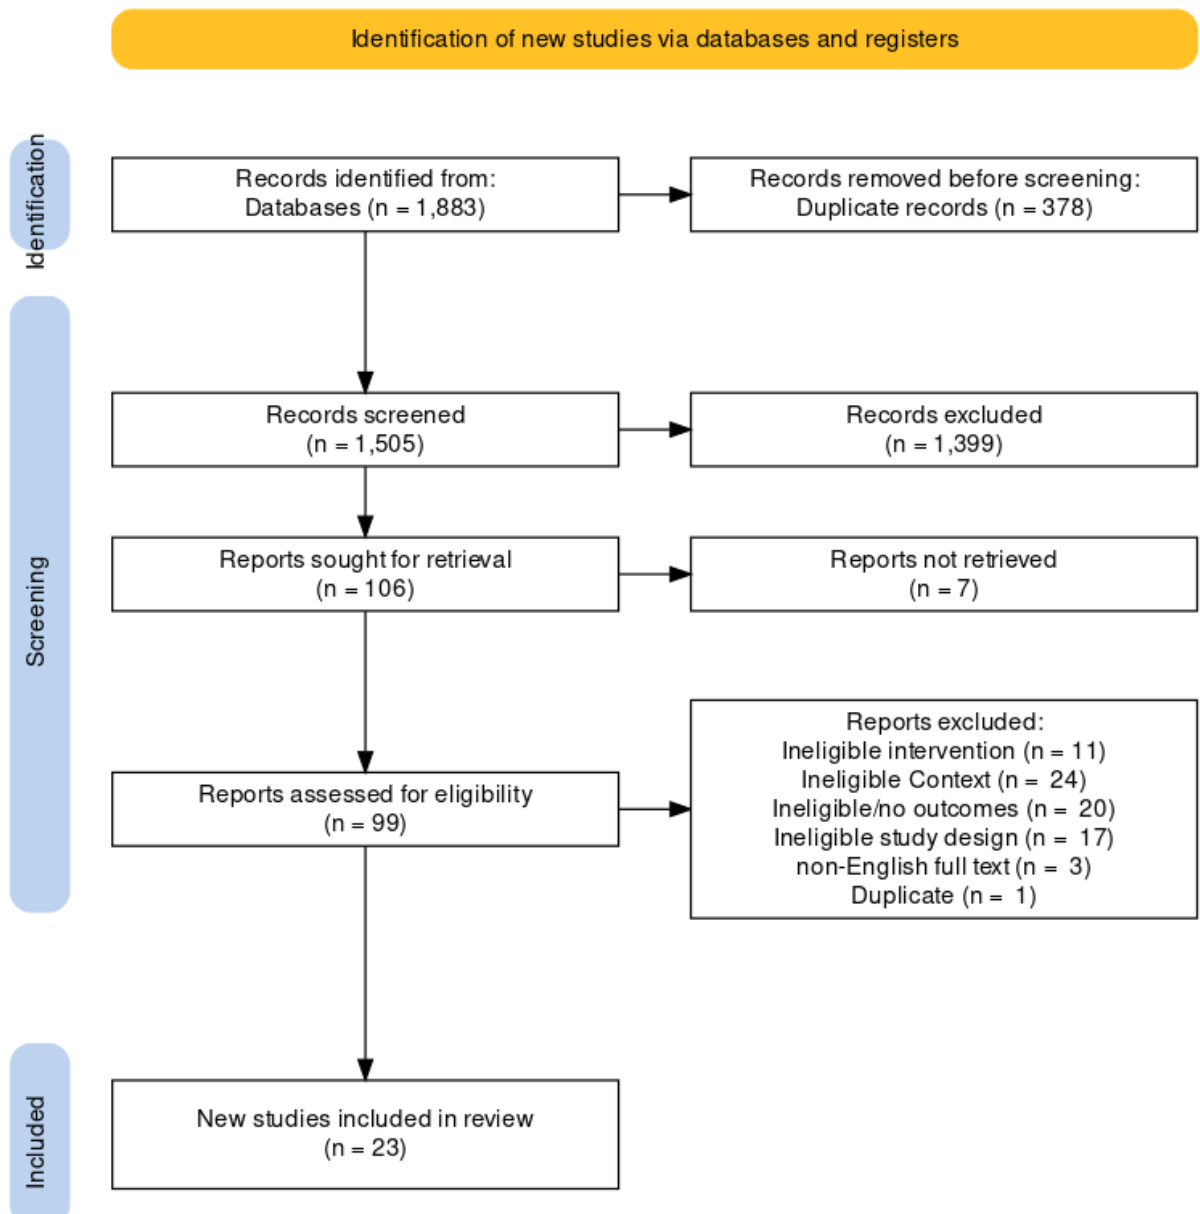 Identification of new studies via databases and registers
Identification
Records identified from:
Databases (n = 1,883)
Records removed before screening:
Duplicate records (n = 378)
Screening
Records screened
(n = 1,505)
Records excluded
(n = 1,399)
Reports sought for retrieval
(n = 106)
Reports not retrieved
(n = 7)
Reports assessed for eligibility
(n = 99)
Reports excluded:
Ineligible intervention (n = 11)
Ineligible Context (n =  24)
Ineligible/no outcomes (n =  20)
Ineligible study design (n =  17)
non-English full text (n =  3)
Duplicate (n =  1)
Included
New studies included in review
(n = 23)